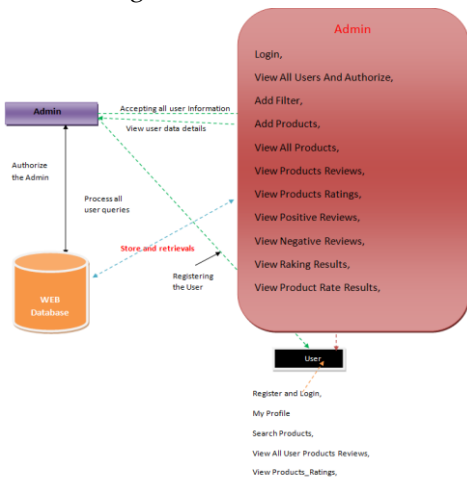 Admin
Login,
View All Users And Authorize,
Add Filter,
Add Products,
View All Products,
View Products Reviews,
View Products Ratings,
View Positive Reviews,
View Negative Reviews,
View Raking Results,
View Product Rate Results,
Admin
Accepting all user Information
View user data details
Authorize
the Admin
Process all
user queries
Store and retrievals
Registering
the User
WEB
Database
User
Register and Login,
My Profile
Search Products,
View All User Products Reviews,
View Products_Ratings,